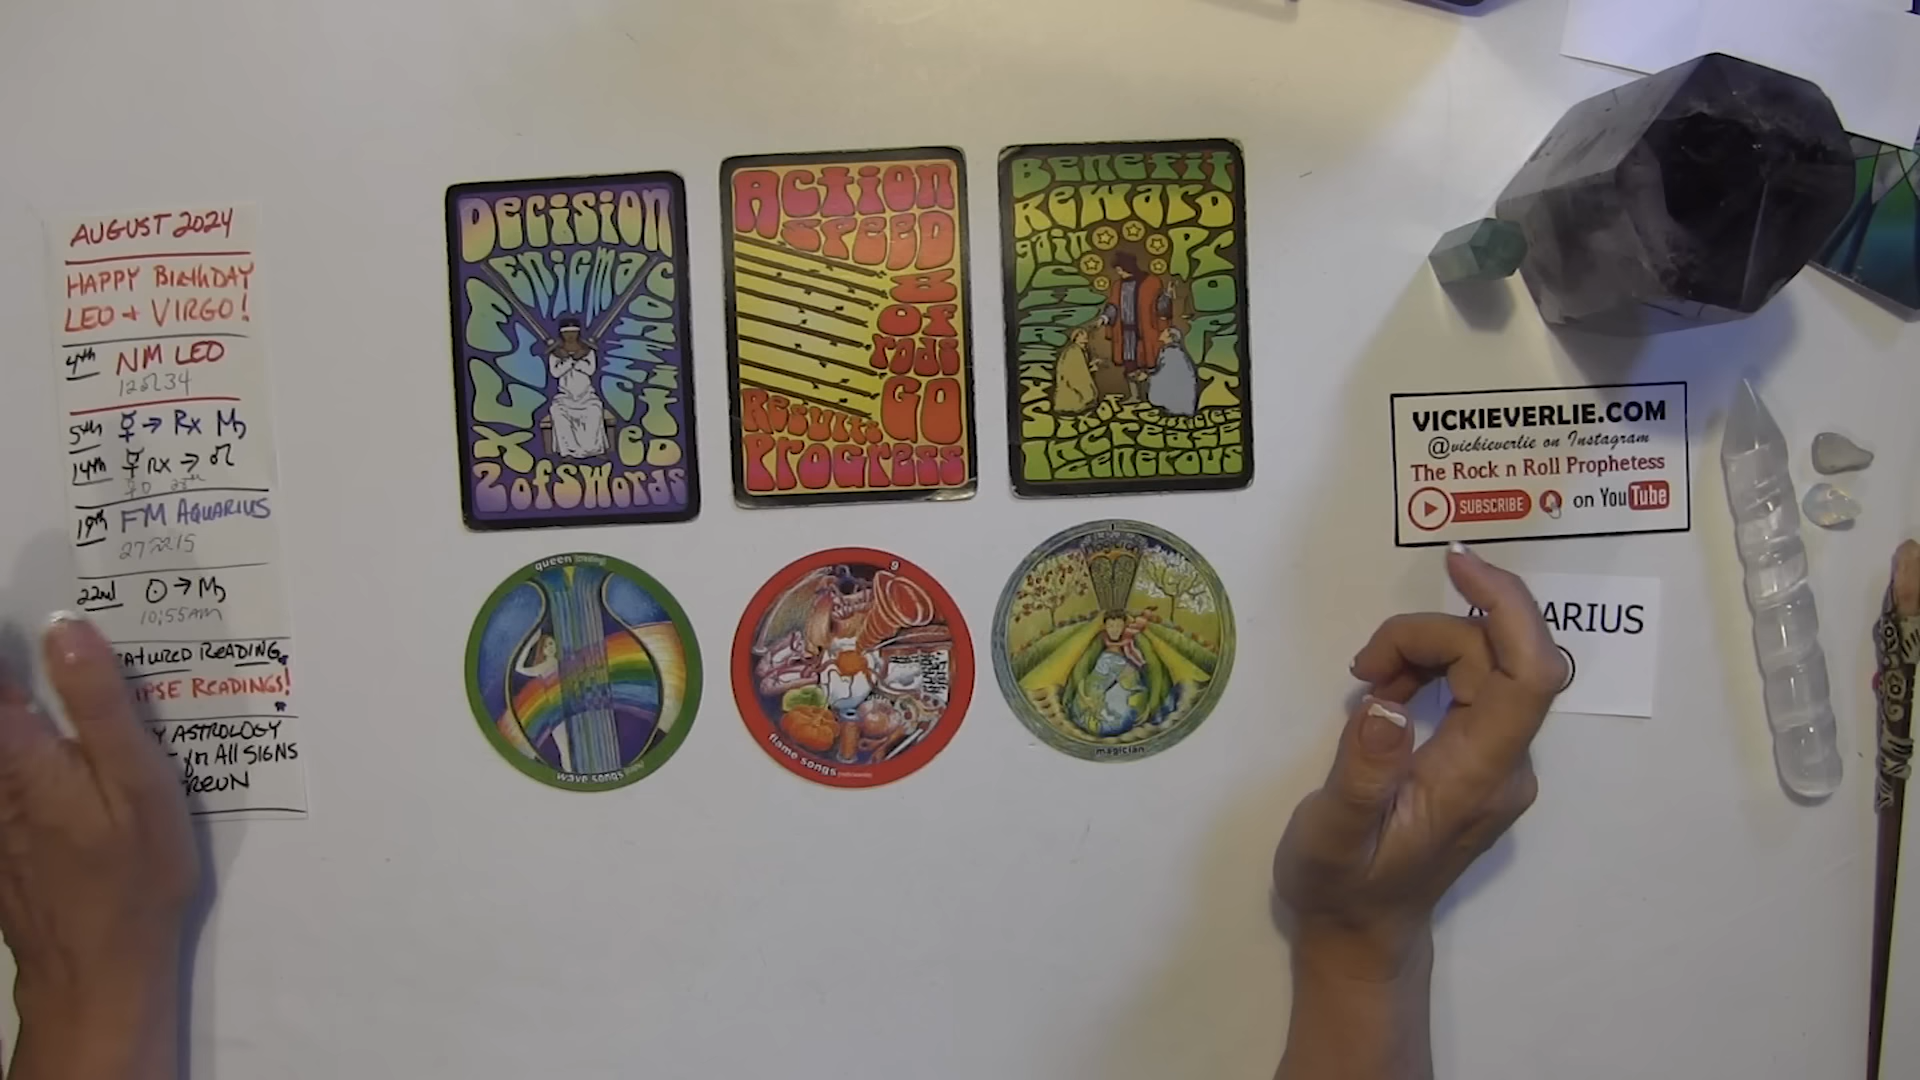 AUGUST 2024
HAPPY BIRTHDAY
LEO + VIRGO!
4th NM LEO
12♌34
5th ☿ → Rx ♍
14th ☿ Rx → ♌
19th FM AQUARIUS
27♒15
22nd ☉ → ♍
10:55AM
ATURED READING
IPSE READINGS!
Y ASTROLOGY
for All SIGNS
Decision
Enigma
Conflicted
2 of Swords
Action
Speed
8
of
rods
GO
Results
Progress
Benefit
Reward
gain
Profit
Six of Pentacles
Increase
Generous
queen
wave songs
9
flame songs
1
magician
VICKIEVERLIE.COM
@vickieverlie on Instagram
The Rock n Roll Prophetess
SUBSCRIBE on YouTube
ARIUS